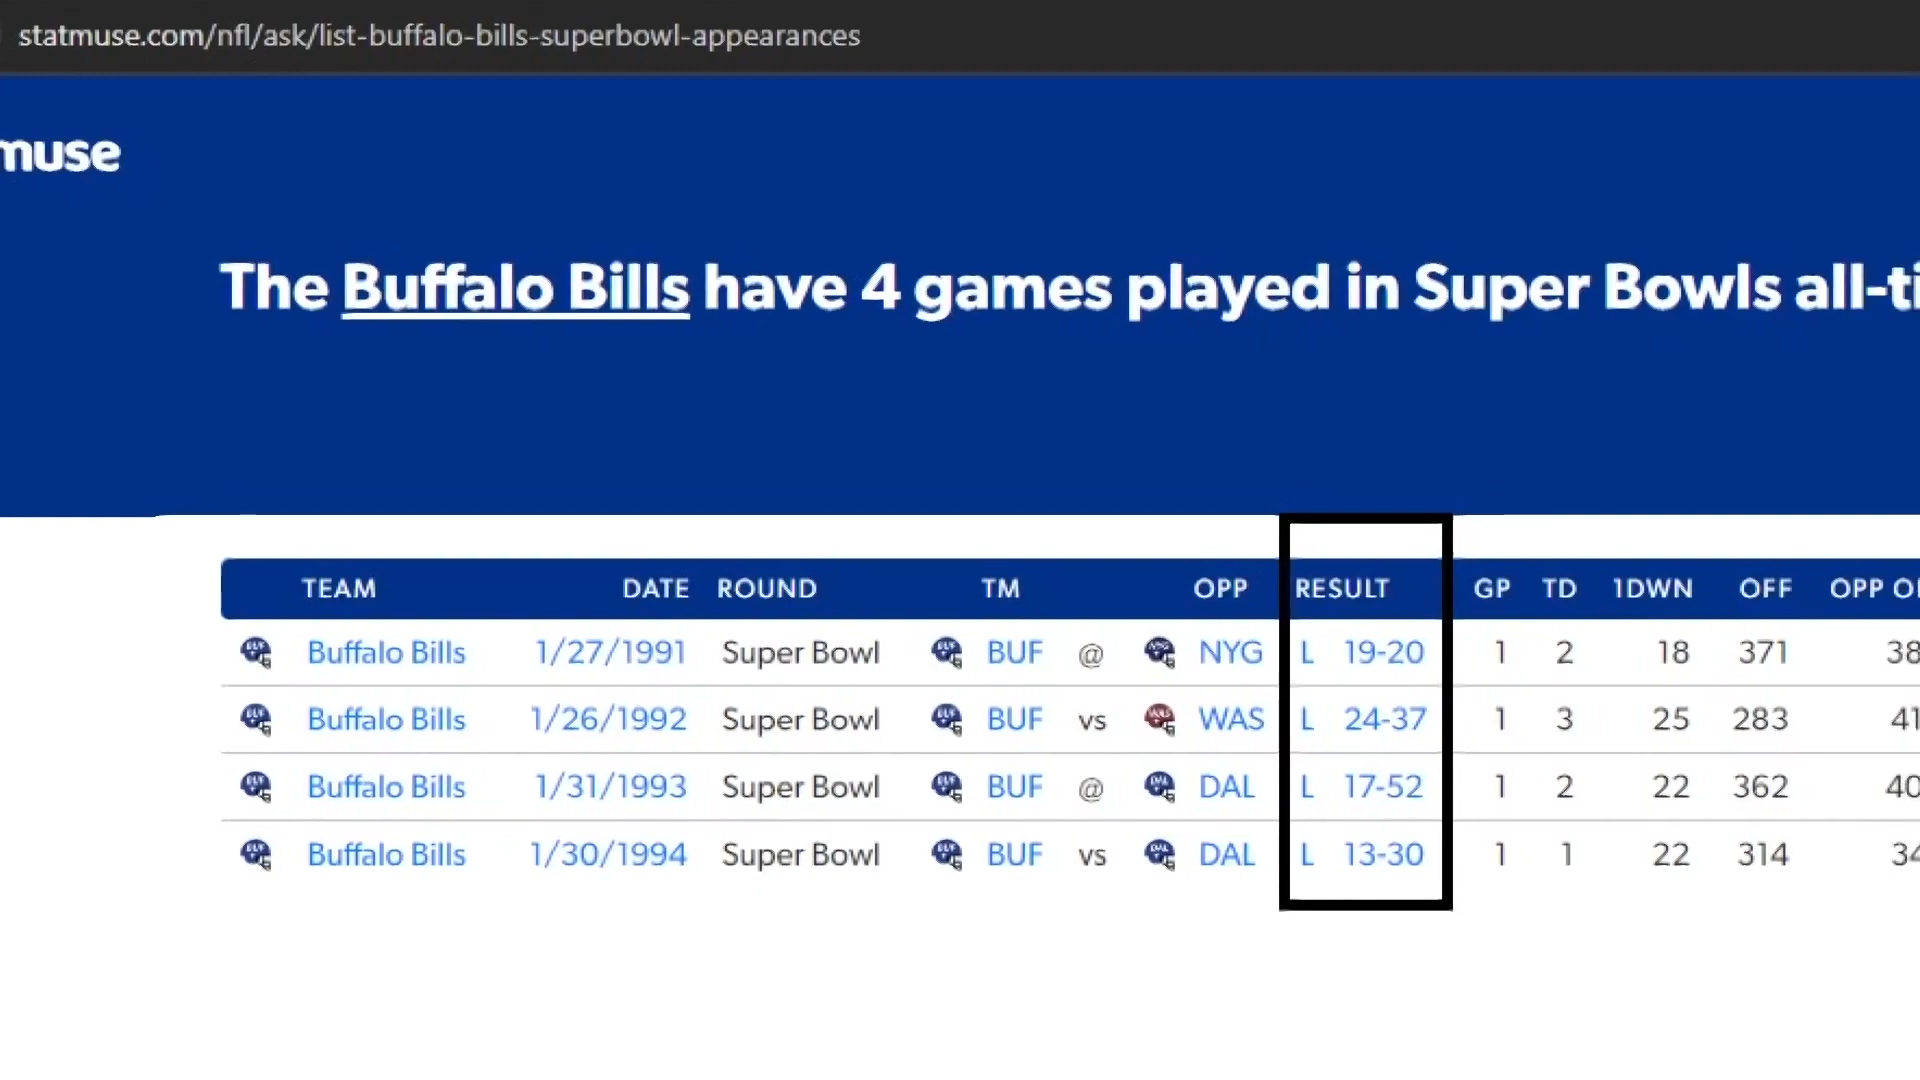 statmuse.com/nfl/ask/list-buffalo-bills-superbowl-appearances
muse
The Buffalo Bills have 4 games played in Super Bowls all-ti
TEAM DATE ROUND TM OPP RESULT GP TD 1DWN OFF OPP OF
Buffalo Bills 1/27/1991 Super Bowl BUF @ NYG L 19-20 1 2 18 371 38
Buffalo Bills 1/26/1992 Super Bowl BUF vs WAS L 24-37 1 3 25 283 41
Buffalo Bills 1/31/1993 Super Bowl BUF @ DAL L 17-52 1 2 22 362 40
Buffalo Bills 1/30/1994 Super Bowl BUF vs DAL L 13-30 1 1 22 314 34